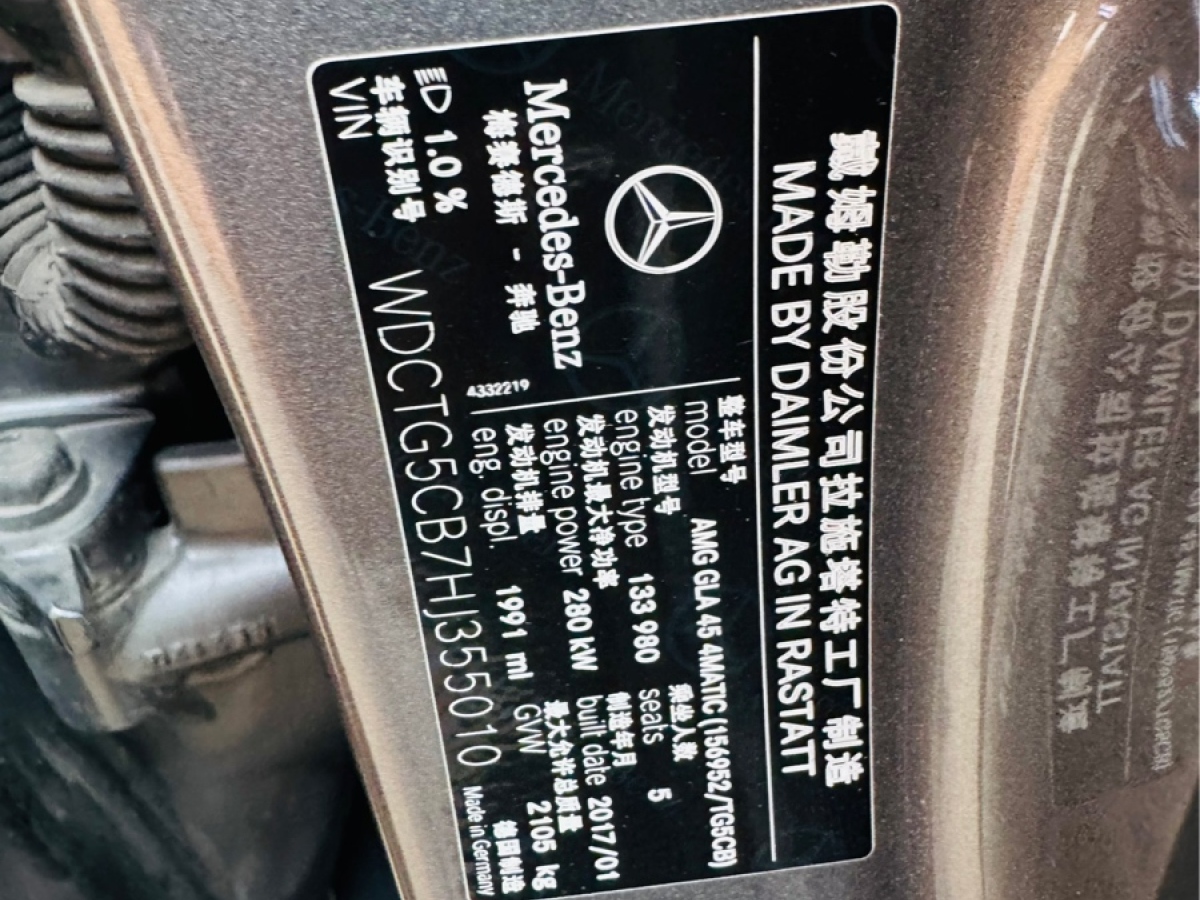 戴姆勒股份公司拉施塔特工厂制造
MADE BY DAIMLER AG IN RASTATT
Mercedes-Benz
梅赛德斯 - 奔驰
1.0 %
4332219
整车型号
model AMG GLA 45 4MATIC (156952/TG5CB)
发动机型号 乘坐人数
engine type 133 980 seats 5
发动机最大净功率 制造年月
engine power 280 kW built date 2017/01
发动机排量 最大允许总质量
eng. displ. 1991 ml GVW 2105 kg
车辆识别号 德国制造
VIN WDCTG5CB7HJ355010 Made in Germany